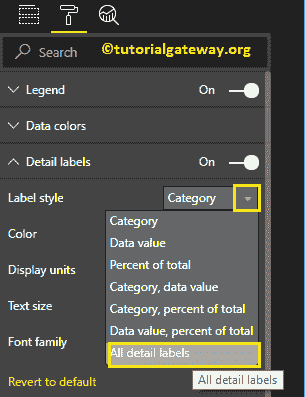 Search
©tutorialgateway.org
Legend On
Data colors
Detail labels On
Label style Category
Category
Color
Data value
Display units
Percent of total
Category, data value
Text size
Category, percent of total
Data value, percent of total
Font family
All detail labels
Revert to default
All detail labels